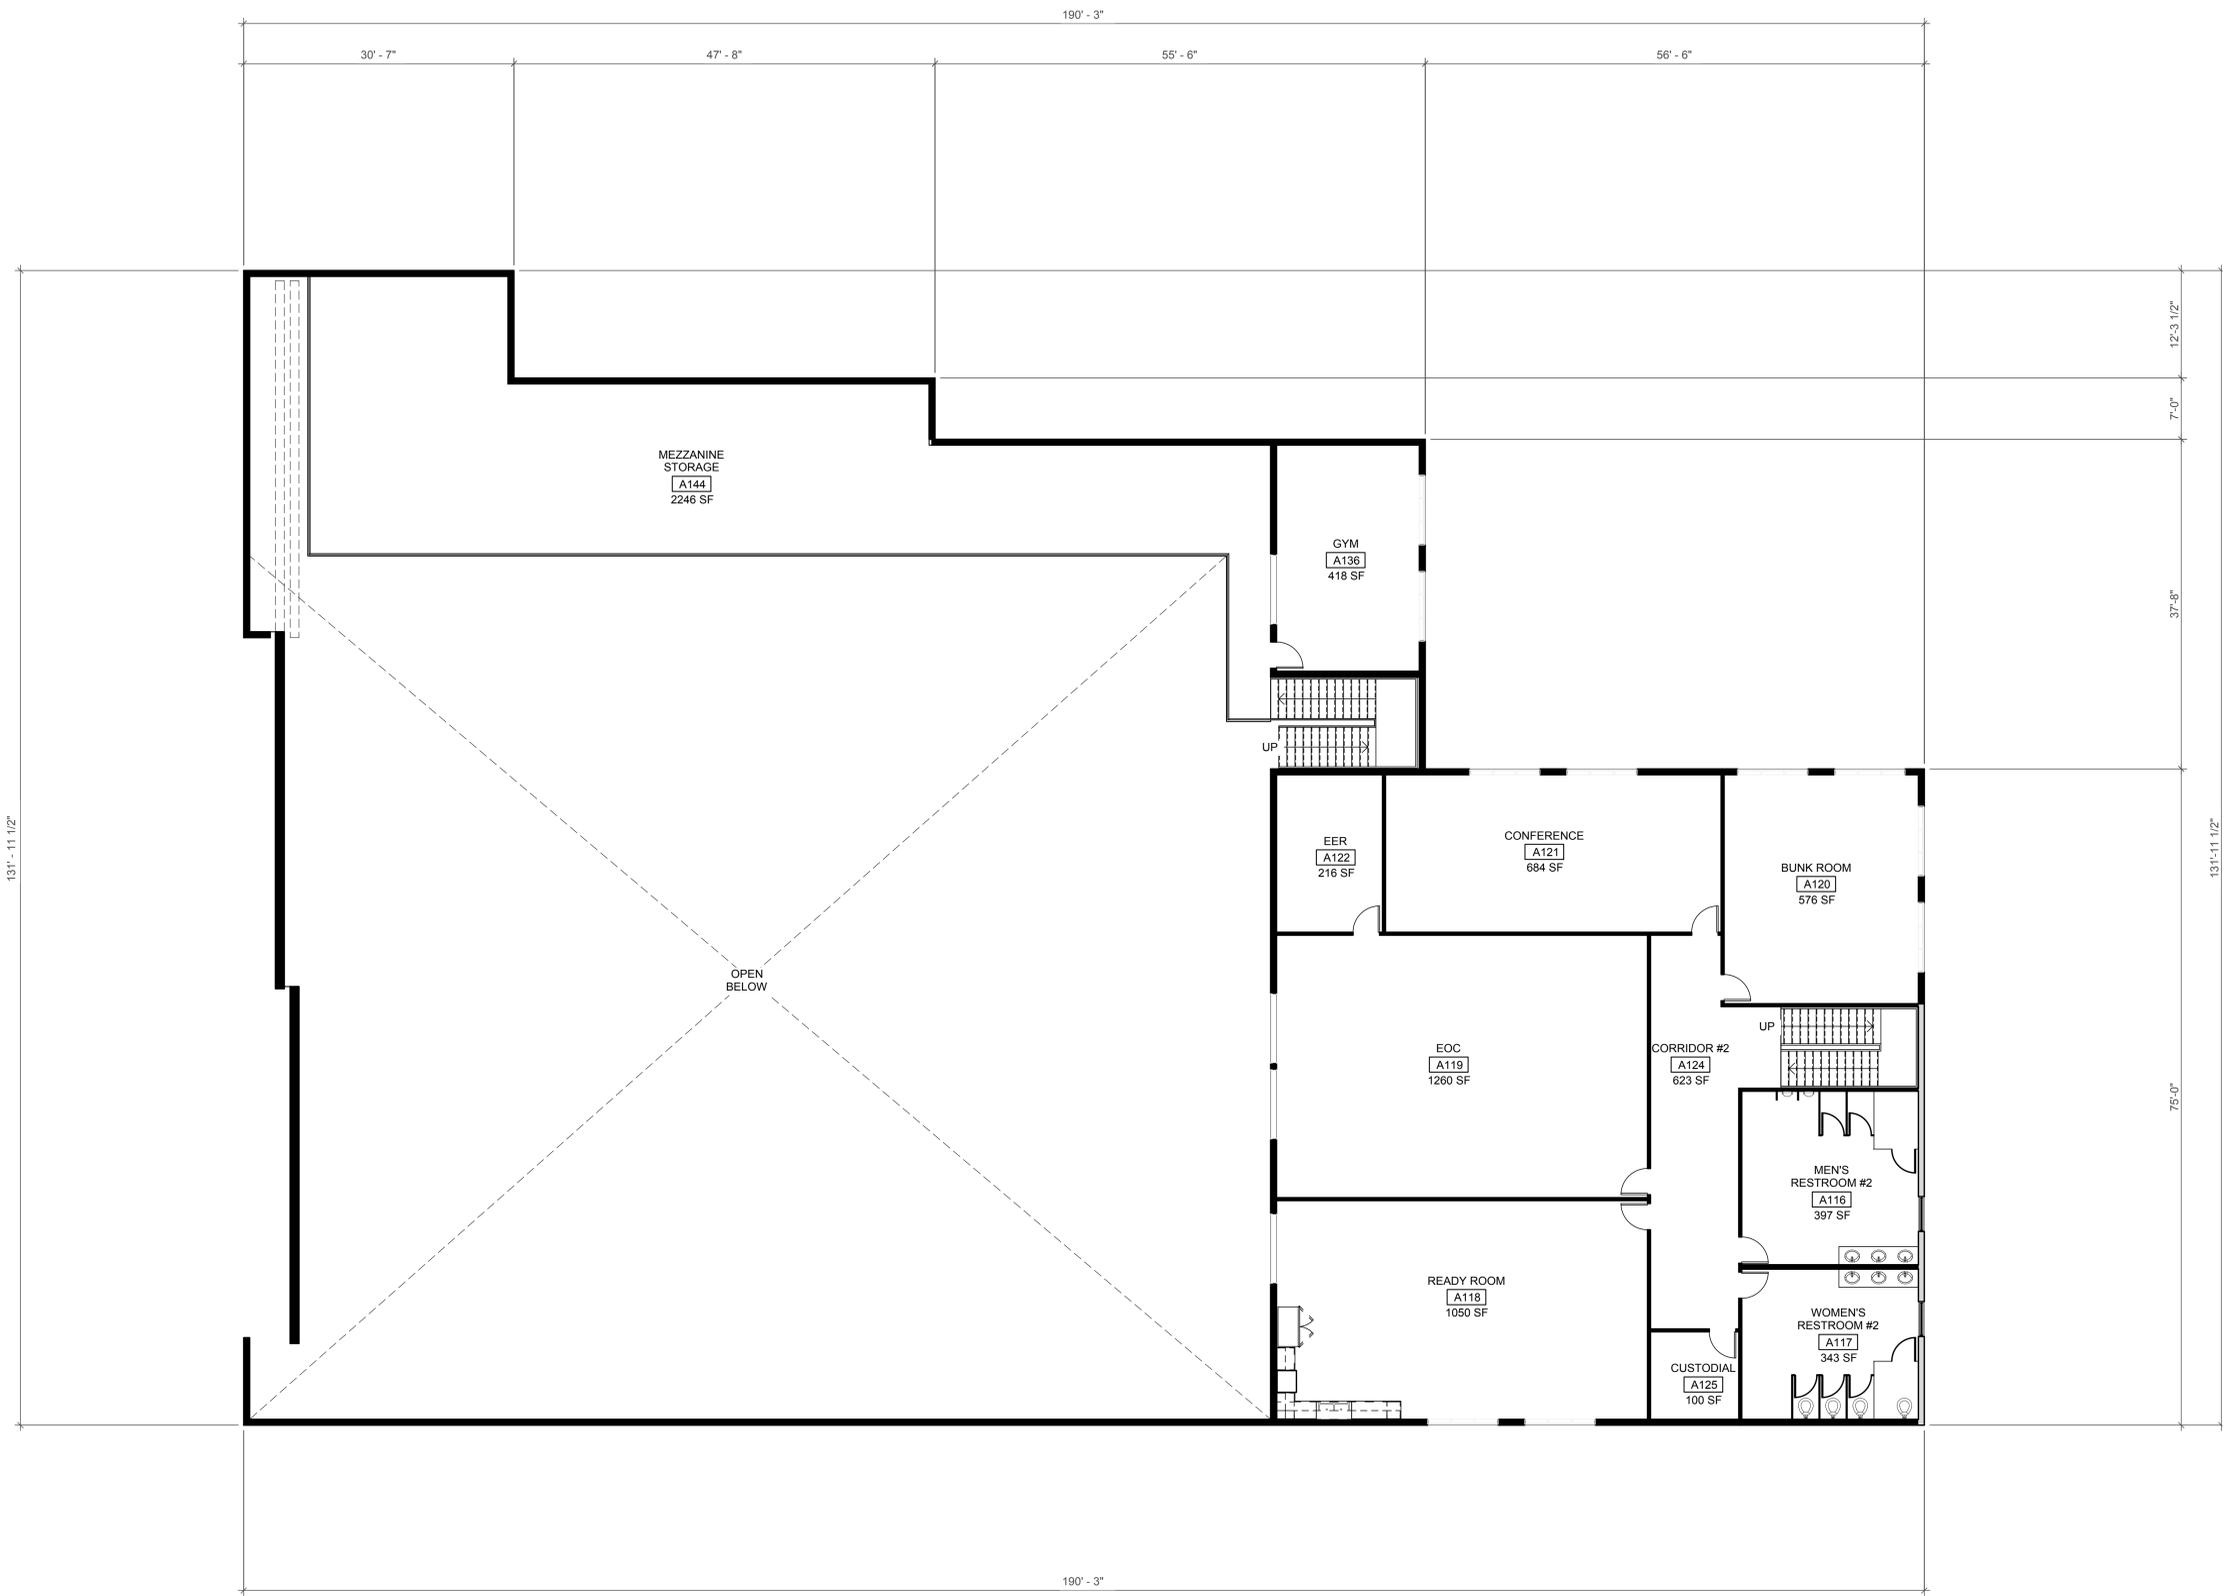 190' - 3"
30' - 7"
47' - 8"
55' - 6"
56' - 6"
12'-3 1/2"
7'-0"
37'-8"
75'-0"
131'-11 1/2"
131' - 11 1/2"
MEZZANINE
STORAGE
A144
2246 SF
GYM
A136
418 SF
UP
EER
A122
216 SF
CONFERENCE
A121
684 SF
BUNK ROOM
A120
576 SF
OPEN
BELOW
UP
EOC
A119
1260 SF
CORRIDOR #2
A124
623 SF
MEN'S
RESTROOM #2
A116
397 SF
READY ROOM
A118
1050 SF
WOMEN'S
RESTROOM #2
A117
343 SF
CUSTODIAL
A125
100 SF
190' - 3"